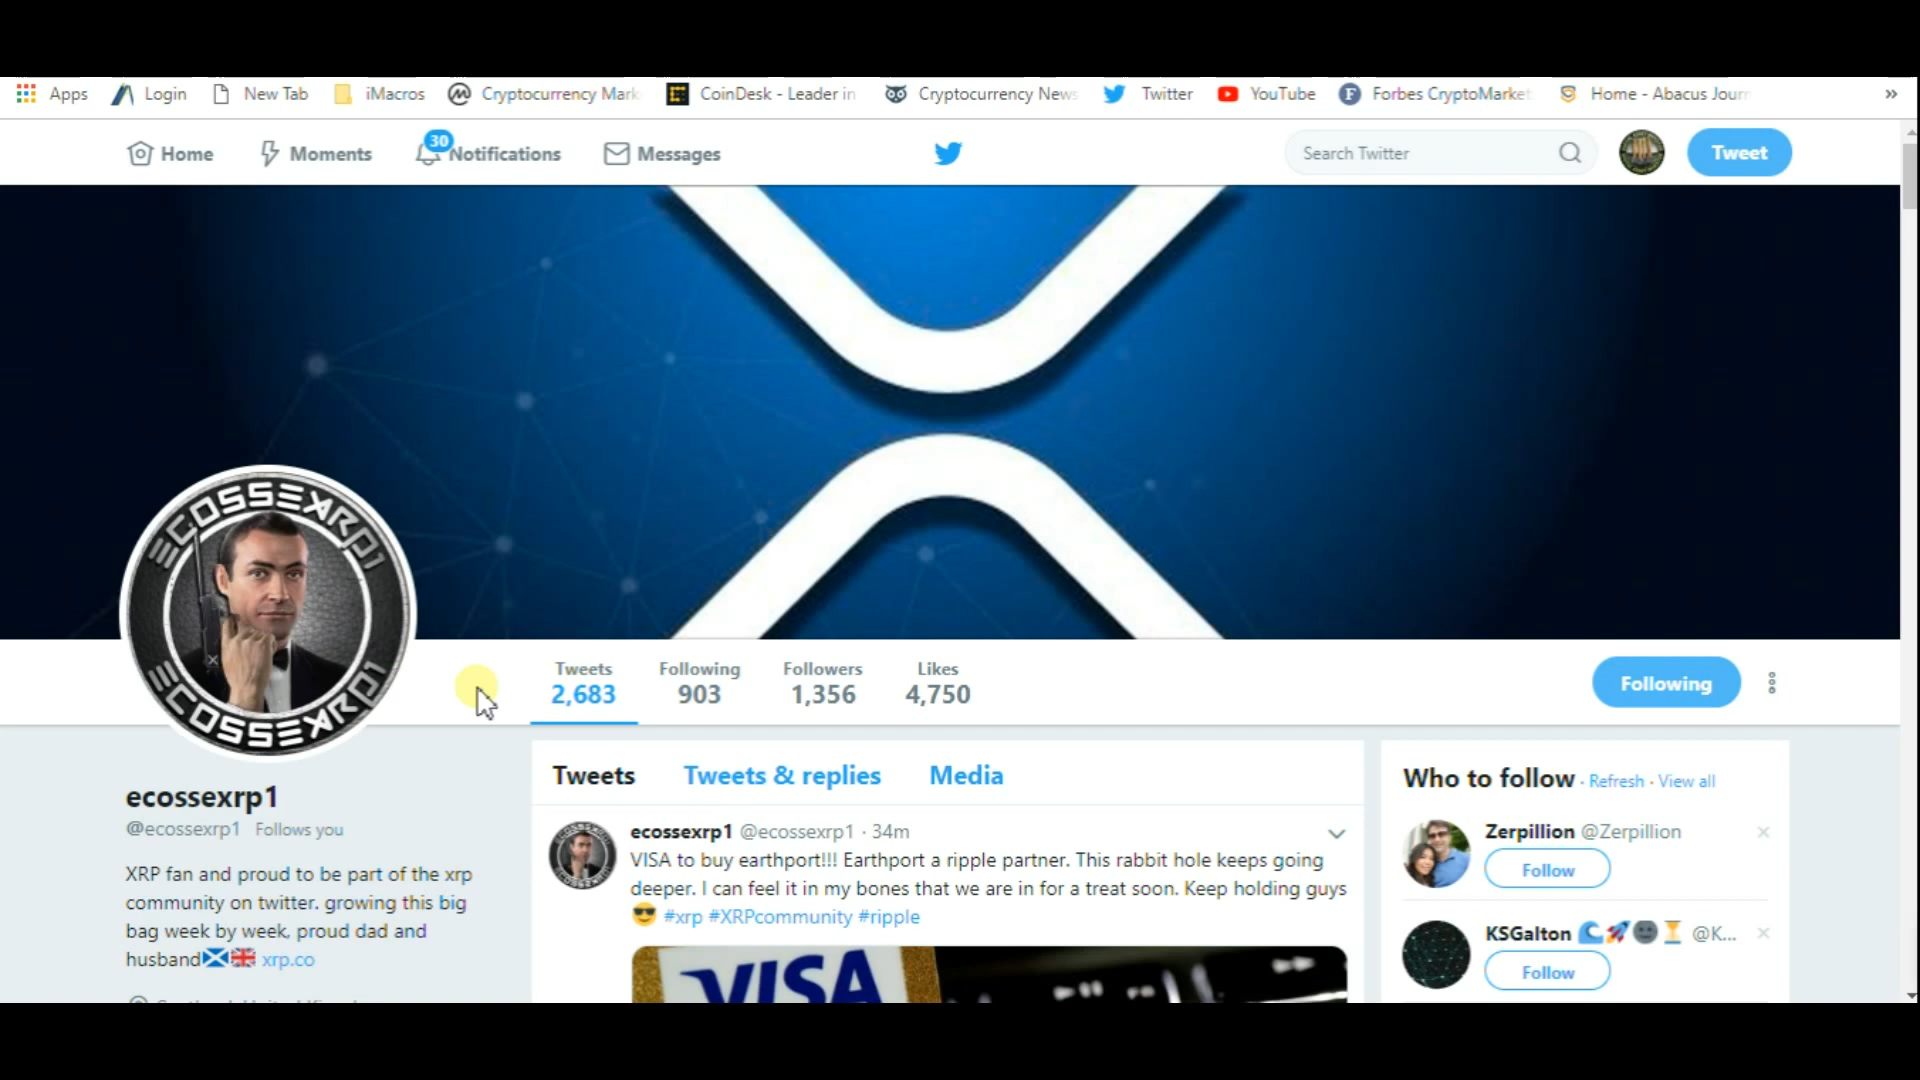 Apps Login New Tab iMacros Cryptocurrency Mark CoinDesk - Leader in Cryptocurrency News Twitter YouTube Forbes CryptoMarket Home - Abacus Journ »
Home Moments 30 Notifications Messages Search Twitter Tweet
ECOSSEXRP1
ECOSSEXRP1
Tweets Following Followers Likes
2,683 903 1,356 4,750
Following
Tweets Tweets & replies Media
Who to follow · Refresh · View all
ecossexrp1
@ecossexrp1 Follows you
XRP fan and proud to be part of the xrp
community on twitter. growing this big
bag week by week, proud dad and
husband🏴󠁧󠁢󠁳󠁣󠁴󠁿🇬🇧 xrp.co
ecossexrp1 @ecossexrp1 · 34m
VISA to buy earthport!!! Earthport a ripple partner. This rabbit hole keeps going
deeper. I can feel it in my bones that we are in for a treat soon. Keep holding guys
😎 #xrp #XRPcommunity #ripple
VISA
Zerpillion @Zerpillion
Follow
KSGalton 🌊🚀🌚⏳ @K...
Follow